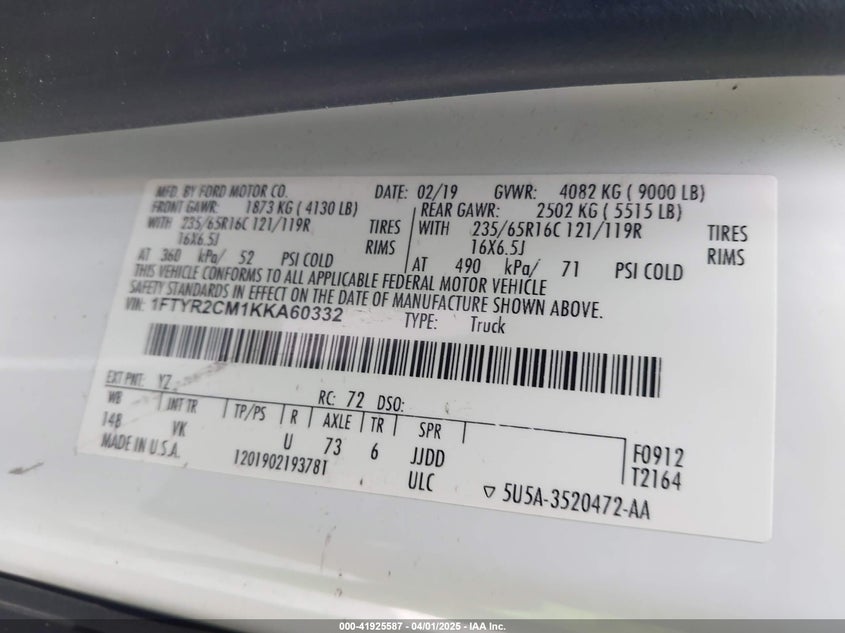 MFD. BY FORD MOTOR CO. DATE: 02/19 GVWR: 4082 KG ( 9000 LB)
FRONT GAWR: 1873 KG ( 4130 LB) REAR GAWR: 2502 KG ( 5515 LB)
WITH 235/65R16C 121/119R TIRES WITH 235/65R16C 121/119R TIRES
16X6.5J RIMS 16X6.5J RIMS
AT 360 kPa/ 52 PSI COLD AT 490 kPa/ 71 PSI COLD
THIS VEHICLE CONFORMS TO ALL APPLICABLE FEDERAL MOTOR VEHICLE
SAFETY STANDARDS IN EFFECT ON THE DATE OF MANUFACTURE SHOWN ABOVE.
VIN: 1FTYR2CM1KKA60332 TYPE: Truck
EXT PNT: YZ RC: 72 DSO:
WB INT TR TP/PS R AXLE TR SPR
148 VK U 73 6 JJDD F0912
MADE IN U.S.A. 12019021937​8T ULC T2164
5U5A-3520472-AA
000-41925587 - 04/01/2025 - IAA Inc.